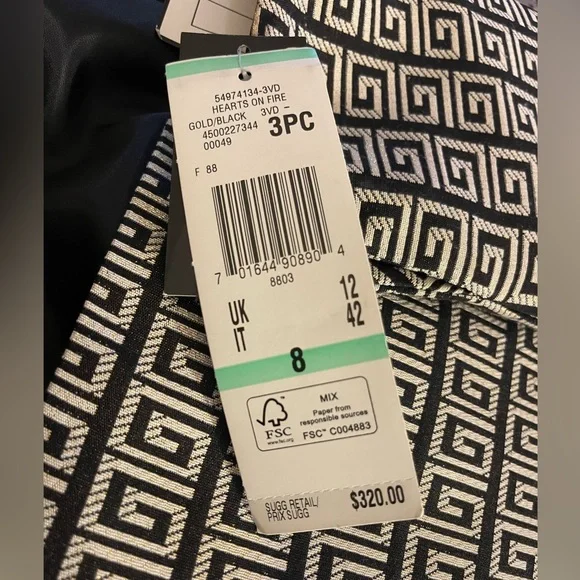 54974134-3VD
HEARTS ON FIRE
GOLD/BLACK 3VD -
4500227344 3PC
00049
F 88
7 01644 90890 4
8803
UK 12
IT 42
8
FSC
www.fsc.org
MIX
Paper from
responsible sources
FSC™ C004883
SUGG RETAIL/
PRIX SUGG $320.00